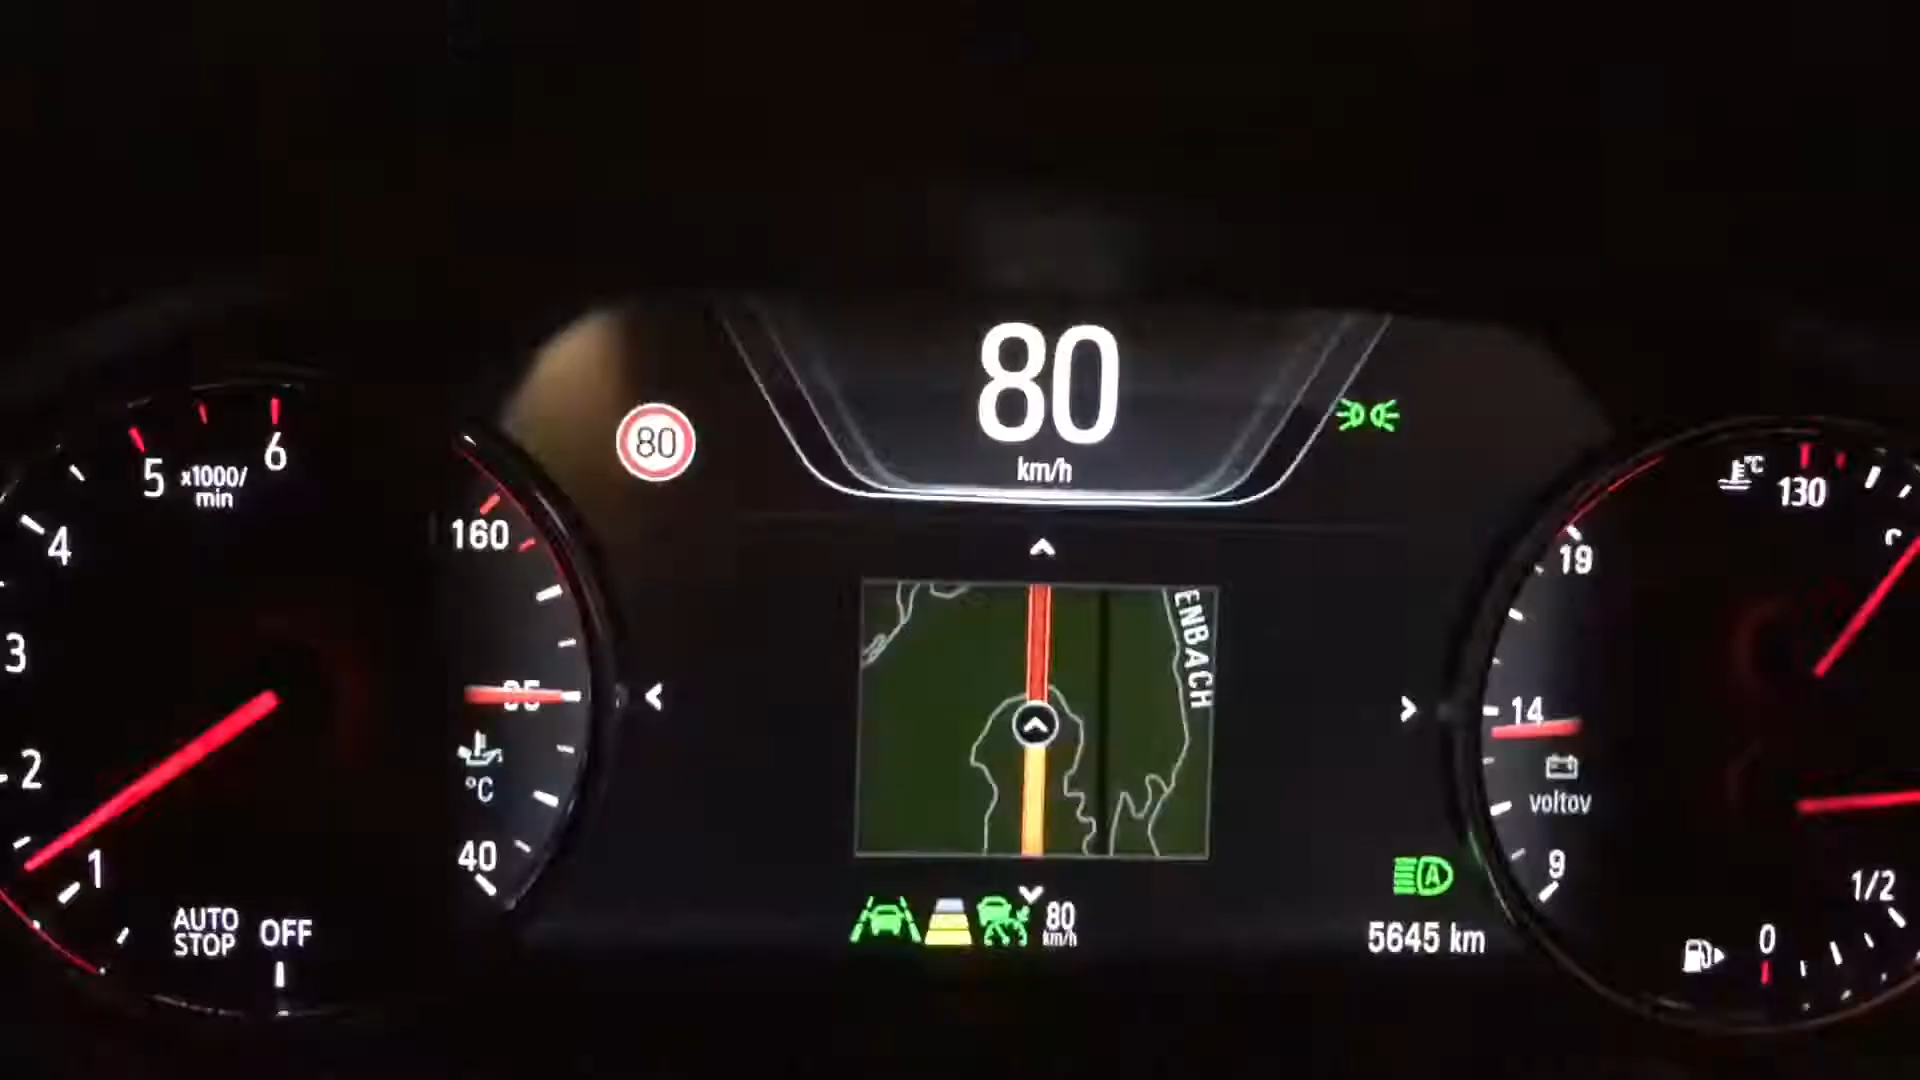 80
km/h
80
5
x1000/
min
6
4
3
2
1
AUTO
STOP
OFF
160
°C
40
ENBACH
80
km/h
5645 km
°C
130
19
14
voltov
9
1/2
0
A